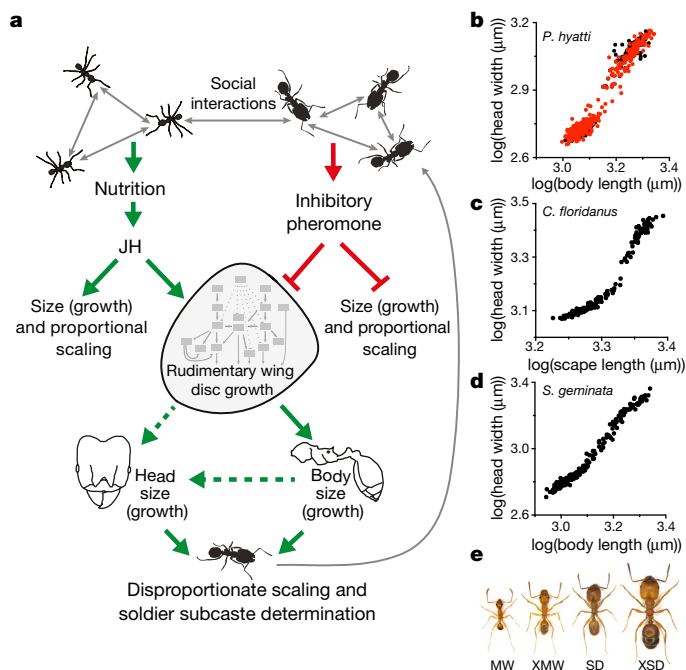 a
Social
interactions
Nutrition
JH
Inhibitory
pheromone
Size (growth)
and proportional
scaling
Size (growth)
and proportional
scaling
Rudimentary wing
disc growth
Head
size
(growth)
Body
size
(growth)
Disproportionate scaling and
soldier subcaste determination
b
P. hyatti
log(head width (μm))
3.2
2.9
2.6
3.0
3.2
3.4
log(body length (μm))
c
C. floridanus
log(head width (μm))
3.5
3.3
3.1
3.2
3.3
3.4
log(scape length (μm))
d
S. geminata
log(head width (μm))
3.4
3.0
2.6
3.0
3.2
3.4
log(body length (μm))
e
MW
XMW
SD
XSD